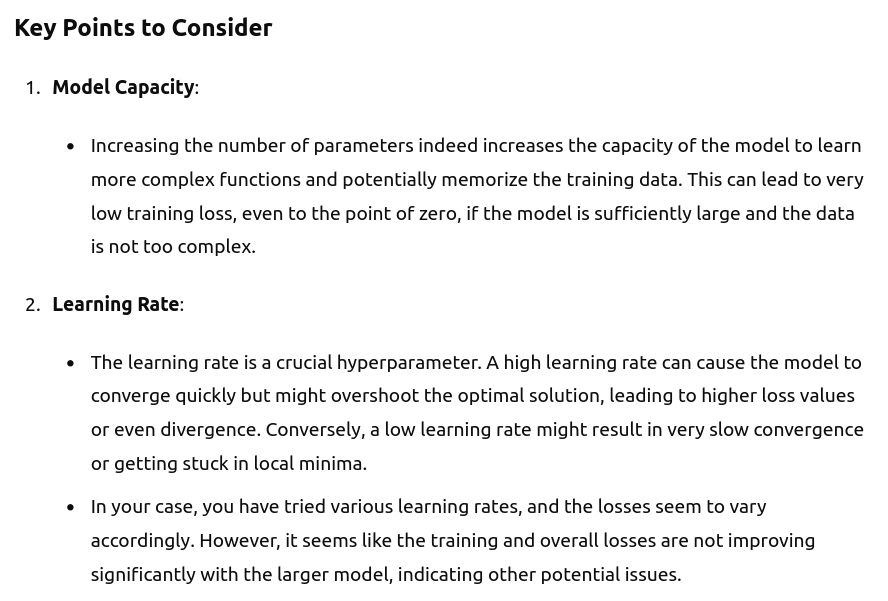 Key Points to Consider
1. Model Capacity:
• Increasing the number of parameters indeed increases the capacity of the model to learn
more complex functions and potentially memorize the training data. This can lead to very
low training loss, even to the point of zero, if the model is sufficiently large and the data
is not too complex.
2. Learning Rate:
• The learning rate is a crucial hyperparameter. A high learning rate can cause the model to
converge quickly but might overshoot the optimal solution, leading to higher loss values
or even divergence. Conversely, a low learning rate might result in very slow convergence
or getting stuck in local minima.
• In your case, you have tried various learning rates, and the losses seem to vary
accordingly. However, it seems like the training and overall losses are not improving
significantly with the larger model, indicating other potential issues.